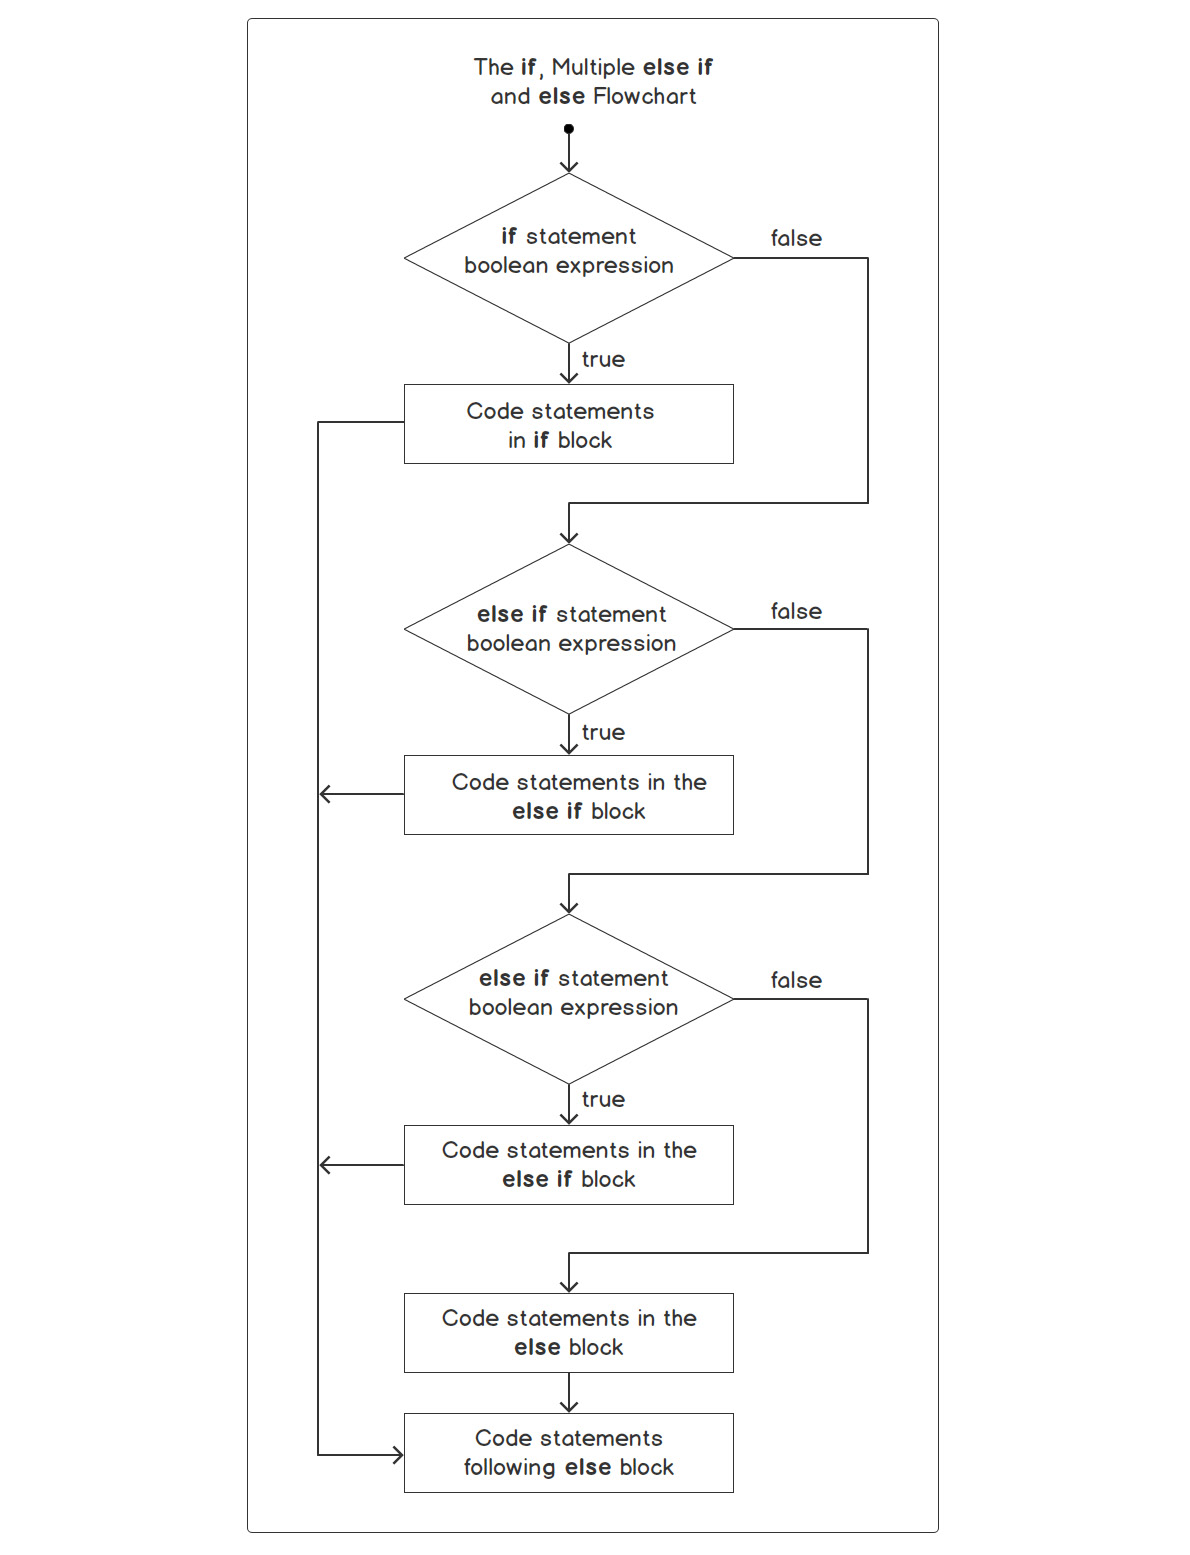 The if, Multiple else if
and else Flowchart
if statement
boolean expression
false
true
Code statements
in if block
else if statement
boolean expression
false
true
Code statements in the
else if block
else if statement
boolean expression
false
true
Code statements in the
else if block
Code statements in the
else block
Code statements
following else block